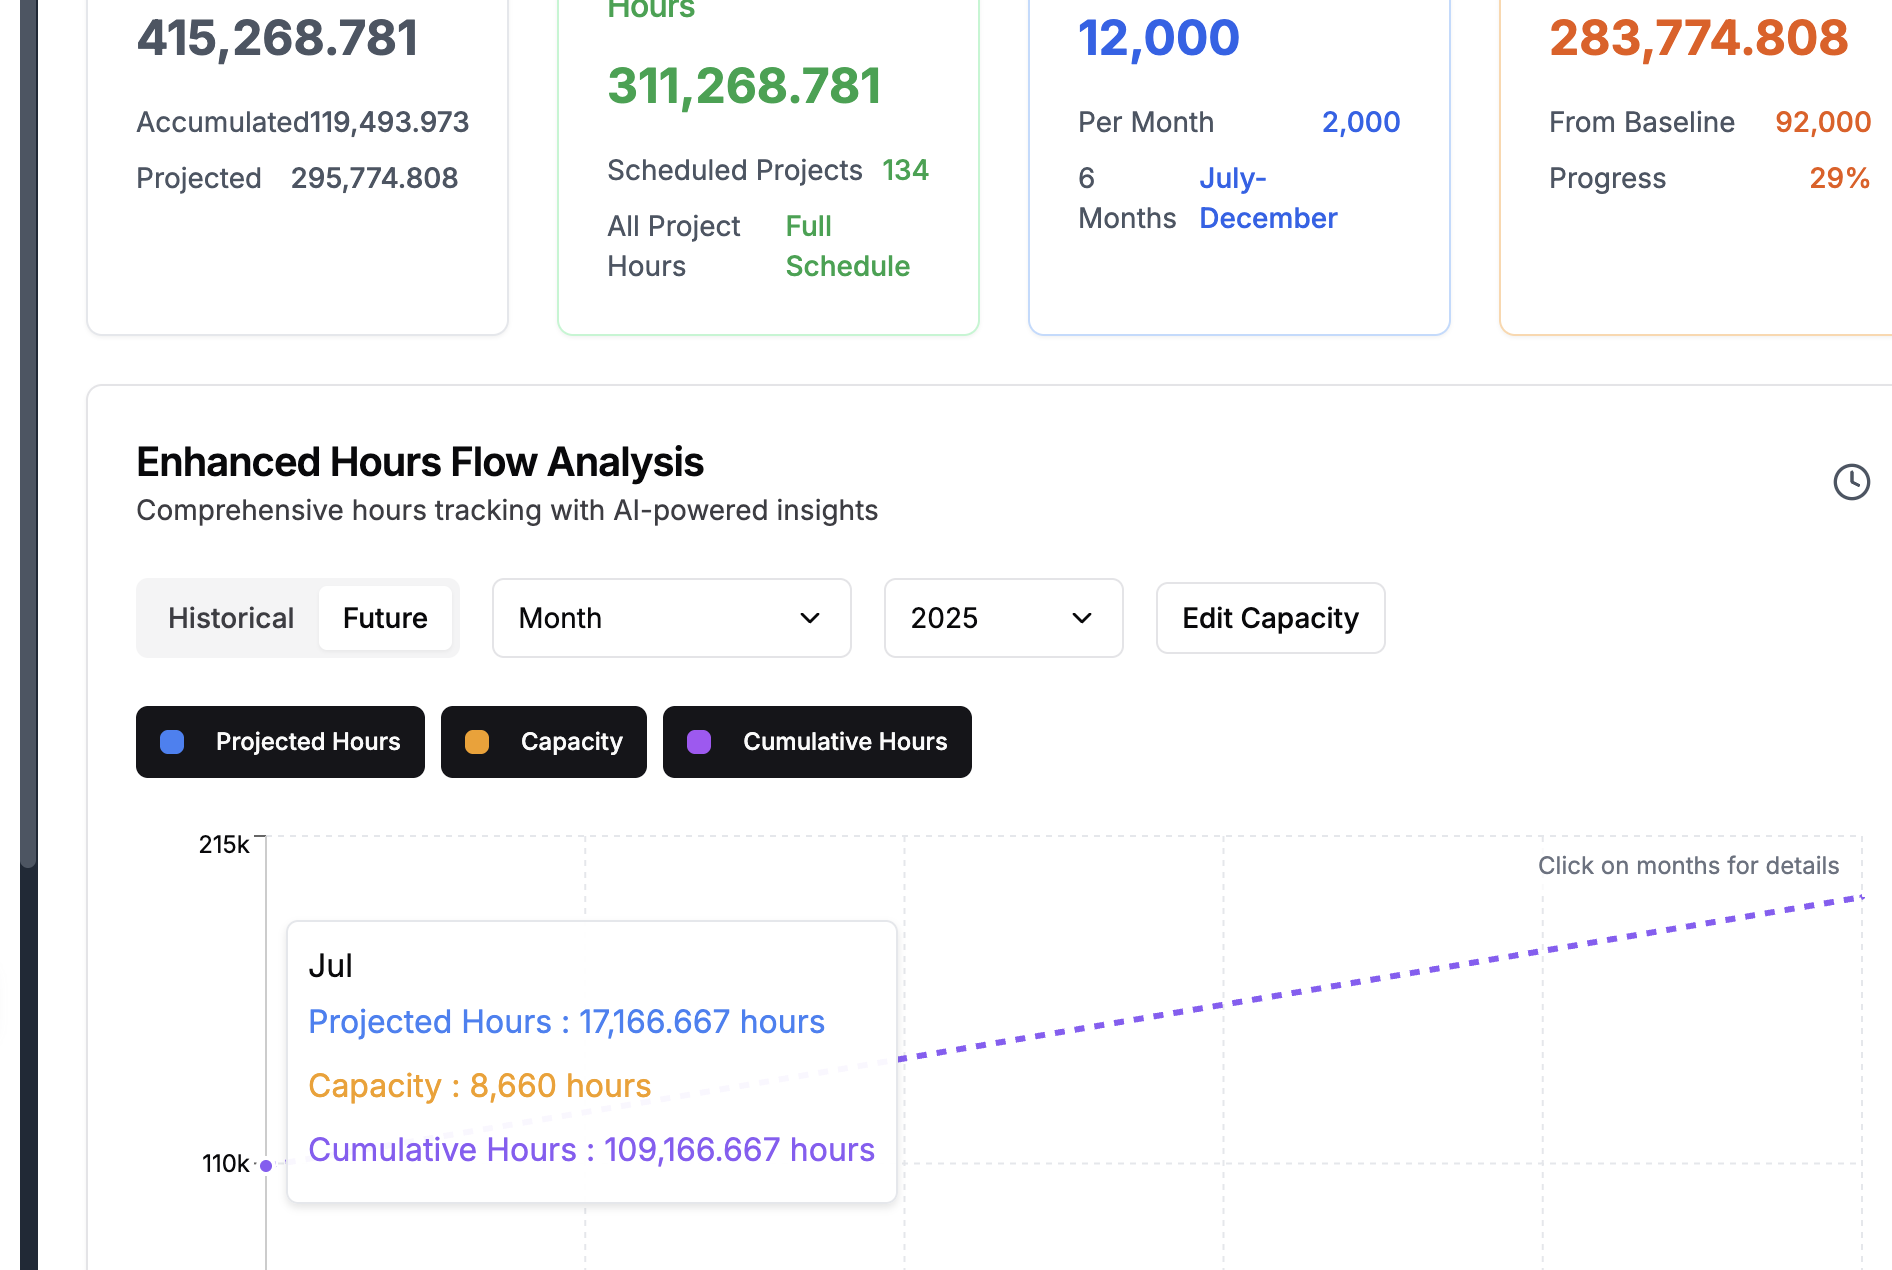 415,268.781
Accumulated119,493.973
Projected 295,774.808
Hours
311,268.781
Scheduled Projects 134
All Project Hours Full Schedule
12,000
Per Month 2,000
6 Months July-December
283,774.808
From Baseline 92,000
Progress 29%
Enhanced Hours Flow Analysis
Comprehensive hours tracking with AI-powered insights
Historical Future Month 2025 Edit Capacity
Projected Hours Capacity Cumulative Hours
215k
Click on months for details
Jul
Projected Hours : 17,166.667 hours
Capacity : 8,660 hours
Cumulative Hours : 109,166.667 hours
110k